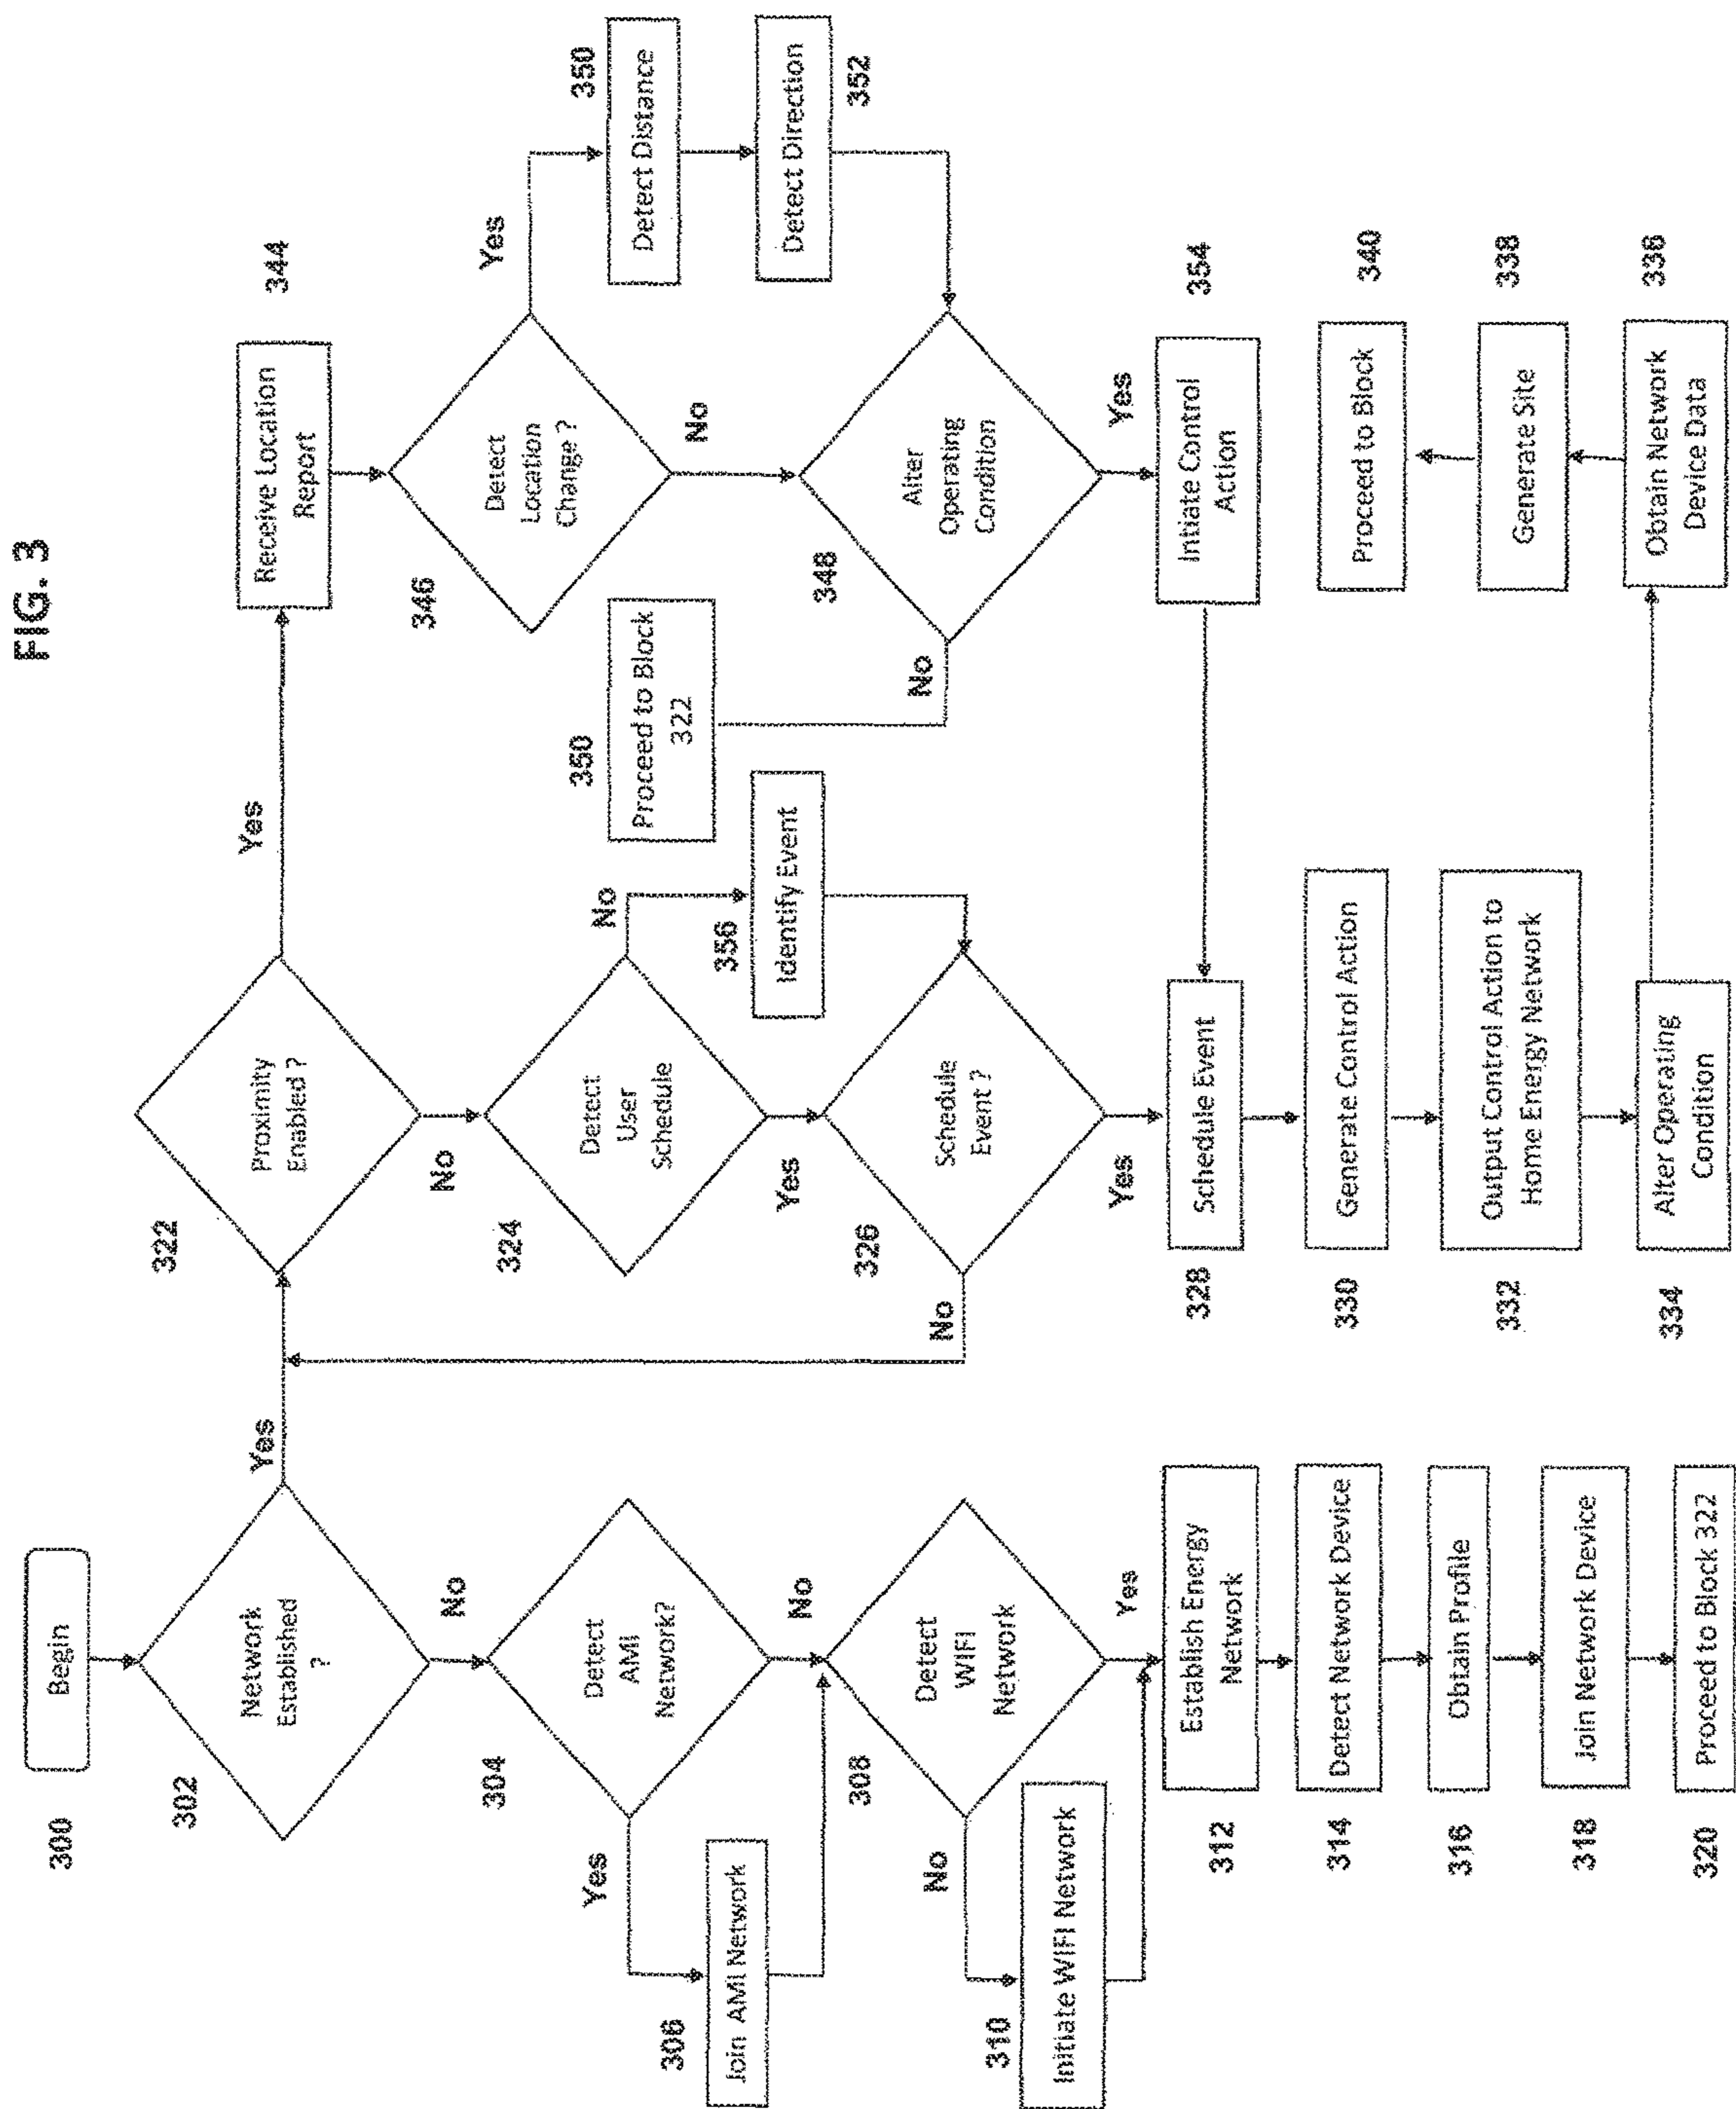 FIG. 3
300
Begin
302
Network
Established
?
Yes
No
304
Detect
AMI
Network?
Yes
No
306
Join AMI Network
308
Detect
WIFI
Network
No
Yes
310
Initiate WIFI Network
312
Establish Energy
Network
314
Detect Network Device
316
Obtain Profile
318
Join Network Device
320
Proceed to Block 322
322
Proximity
Enabled ?
Yes
No
324
Detect
User
Schedule
No
Yes
356
Identify Event
326
Schedule
Event ?
No
Yes
328
Schedule Event
330
Generate Control Action
332
Output Control Action to
Home Energy Network
334
Alter Operating
Condition
344
Receive Location
Report
346
Detect
Location
Change ?
Yes
No
350
Detect Distance
Detect Direction
352
350
Proceed to Block
322
348
Alter
Operating
Condition
No
Yes
354
Initiate Control
Action
340
Proceed to Block
338
Generate Site
336
Obtain Network
Device Data